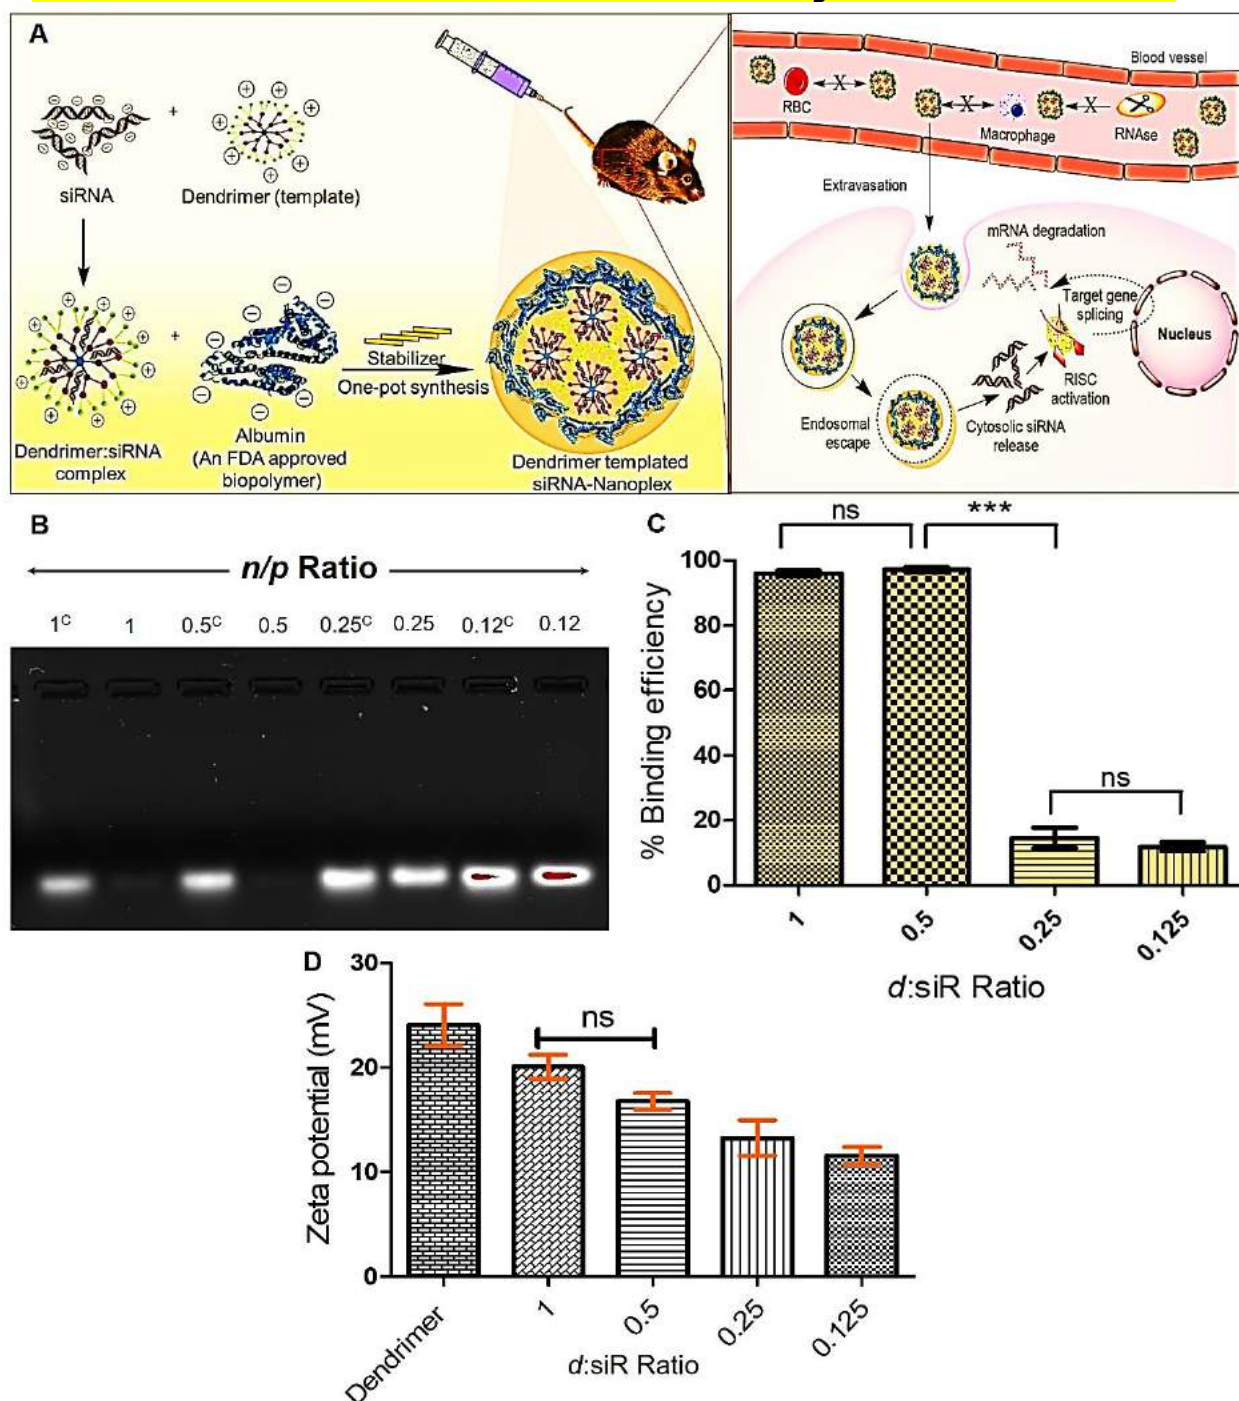 A
siRNA
+
Dendrimer (template)
Dendrimer:siRNA
complex
+
Albumin
(An FDA approved
biopolymer)
Stabilizer
One-pot synthesis
Dendrimer templated
siRNA-Nanoplex
Blood vessel
RBC
X
X
Macrophage
X
RNAse
Extravasation
mRNA degradation
Target gene
splicing
Nucleus
RISC
activation
Endosomal
escape
Cytosolic siRNA
release
B
n/p Ratio
1ᶜ 1 0.5ᶜ 0.5 0.25ᶜ 0.25 0.12ᶜ 0.12
C
ns
***
ns
% Binding efficiency
100
80
60
40
20
0
1 0.5 0.25 0.125
d:siR Ratio
D
ns
Zeta potential (mV)
30
20
10
0
Dendrimer 1 0.5 0.25 0.125
d:siR Ratio